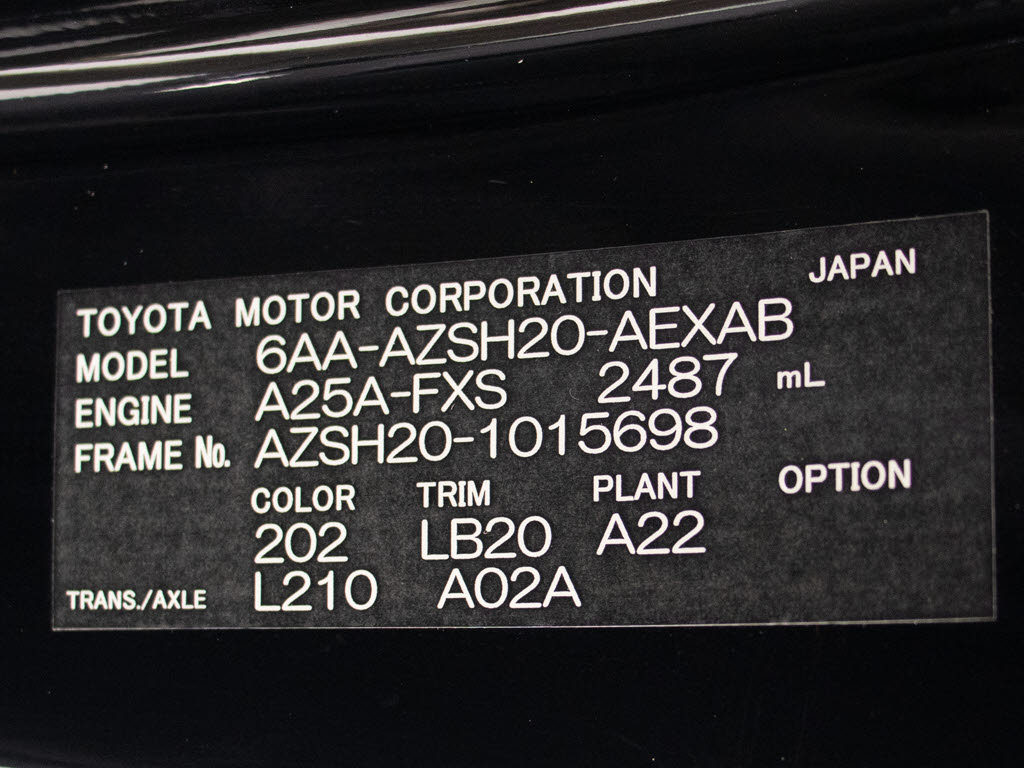 TOYOTA MOTOR CORPORATION JAPAN
MODEL 6AA-AZSH20-AEXAB
ENGINE A25A-FXS 2487 mL
FRAME No. AZSH20-1015698
COLOR TRIM PLANT OPTION
202 LB20 A22
TRANS./AXLE L210 A02A